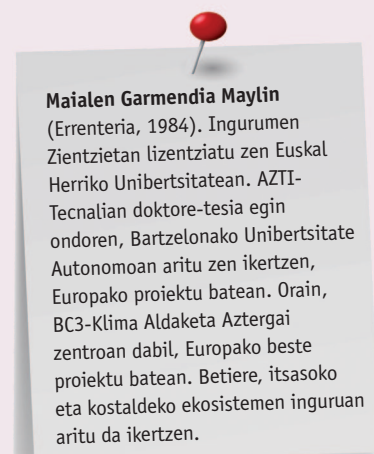 Maialen Garmendia Maylin
(Errenteria, 1984). Ingurumen
Zientzietan lizentziatu zen Euskal
Herriko Unibertsitatean. AZTI-
Tecnalian doktore-tesia egin
ondoren, Bartzelonako Unibertsitate
Autonomoan aritu zen ikertzen,
Europako proiektu batean. Orain,
BC3-Klima Aldaketa Aztergai
zentroan dabil, Europako beste
proiektu batean. Betiere, itsasoko
eta kostaldeko ekosistemen inguruan
aritu da ikertzen.